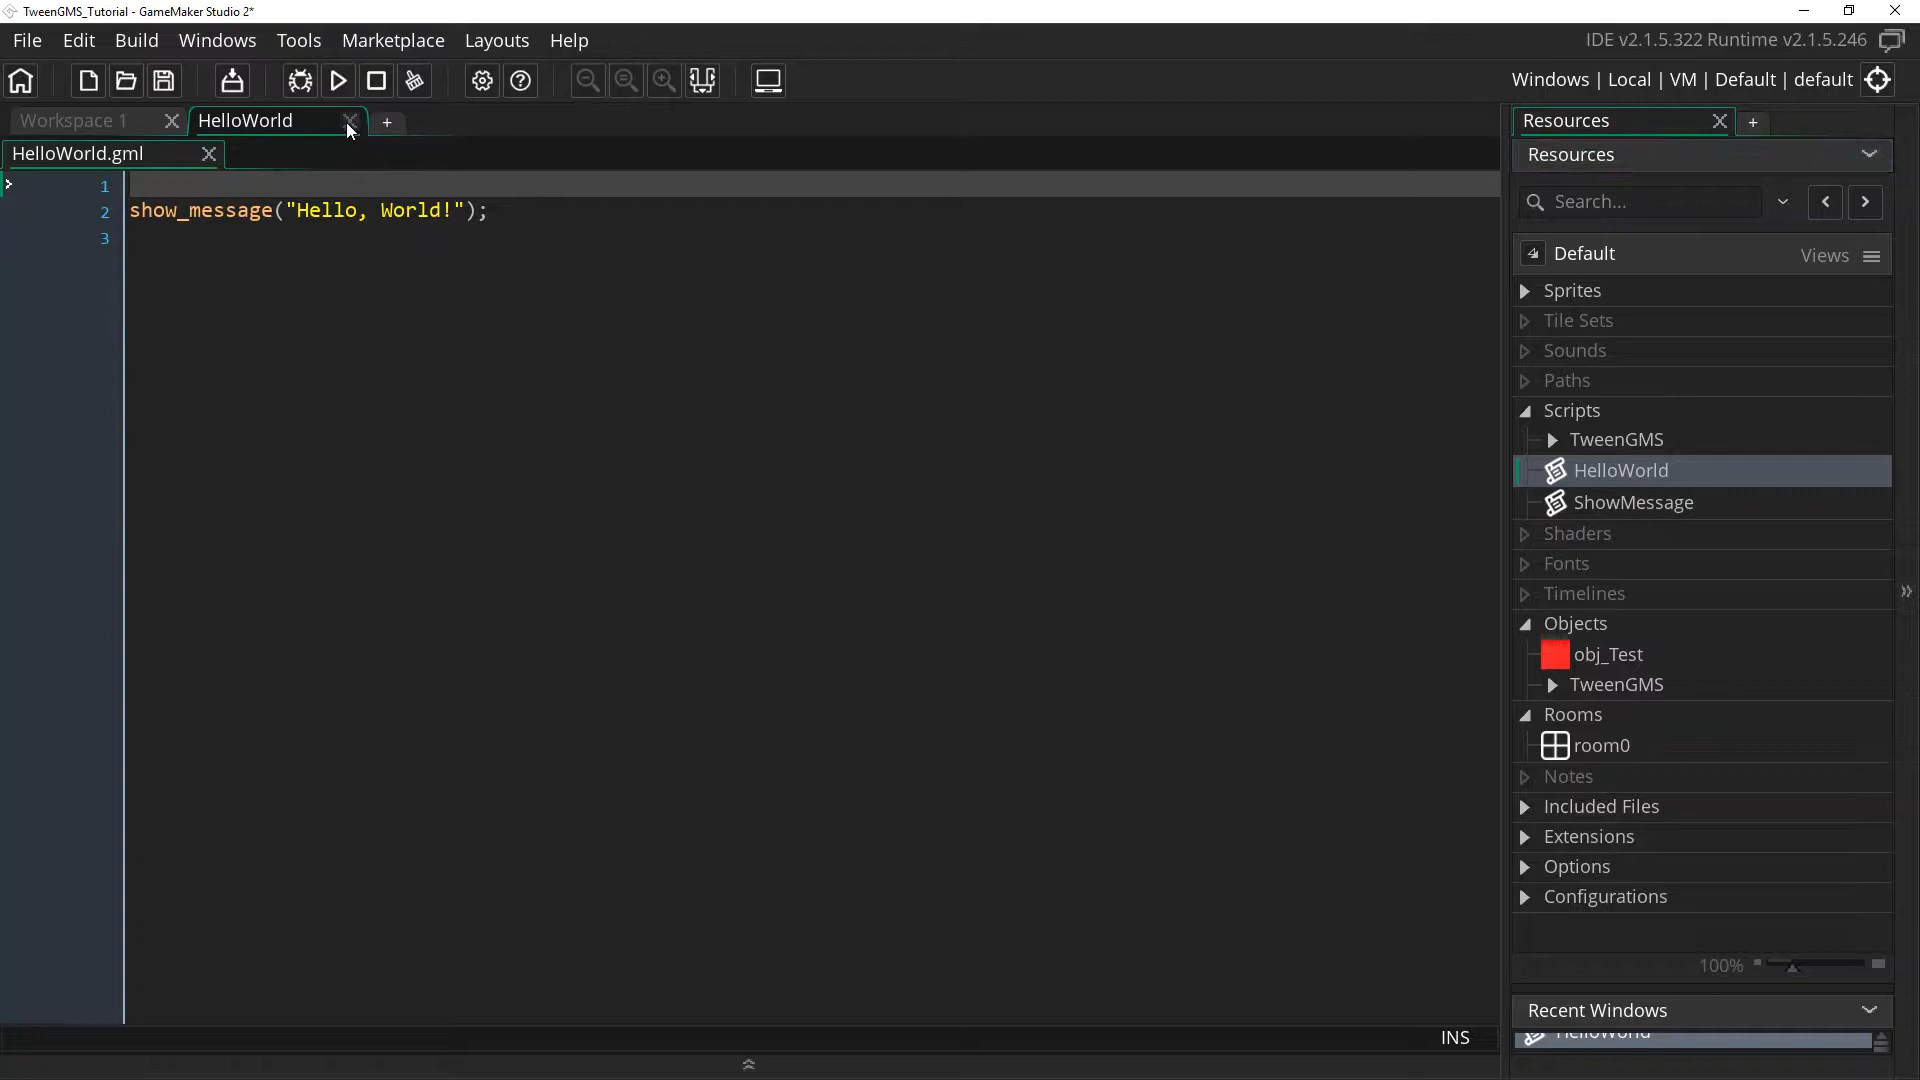 TweenGMS_Tutorial - GameMaker Studio 2*
File Edit Build Windows Tools Marketplace Layouts Help
IDE v2.1.5.322 Runtime v2.1.5.246
Windows | Local | VM | Default | default
Workspace 1
HelloWorld
+
Resources
+
HelloWorld.gml
Resources
1
2 show_message("Hello, World!");
3
Search...
Default
Views
Sprites
Tile Sets
Sounds
Paths
Scripts
TweenGMS
HelloWorld
ShowMessage
Shaders
Fonts
Timelines
Objects
obj_Test
TweenGMS
Rooms
room0
Notes
Included Files
Extensions
Options
Configurations
100%
Recent Windows
HelloWorld
INS